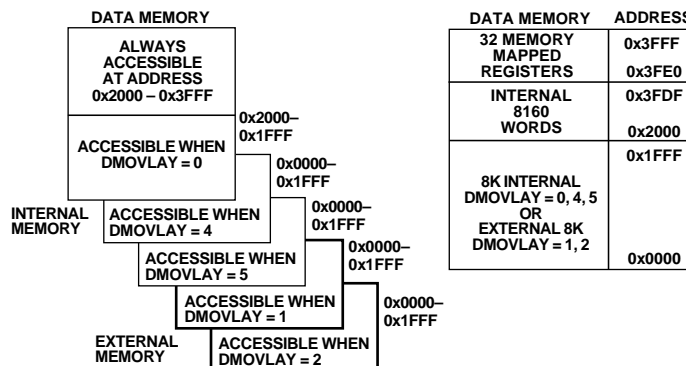 DATA MEMORY
ALWAYS
ACCESSIBLE
AT ADDRESS
0x2000 – 0x3FFF
0x2000–
0x1FFF
ACCESSIBLE WHEN
DMOVLAY = 0
0x0000–
0x1FFF
INTERNAL
MEMORY
ACCESSIBLE WHEN
DMOVLAY = 4
0x0000–
0x1FFF
ACCESSIBLE WHEN
DMOVLAY = 5
0x0000–
0x1FFF
ACCESSIBLE WHEN
DMOVLAY = 1
0x0000–
0x1FFF
EXTERNAL
MEMORY
ACCESSIBLE WHEN
DMOVLAY = 2
DATA MEMORY ADDRESS
32 MEMORY
MAPPED
REGISTERS
0x3FFF
0x3FE0
INTERNAL
8160
WORDS
0x3FDF
0x2000
8K INTERNAL
DMOVLAY = 0, 4, 5
OR
EXTERNAL 8K
DMOVLAY = 1, 2
0x1FFF
0x0000